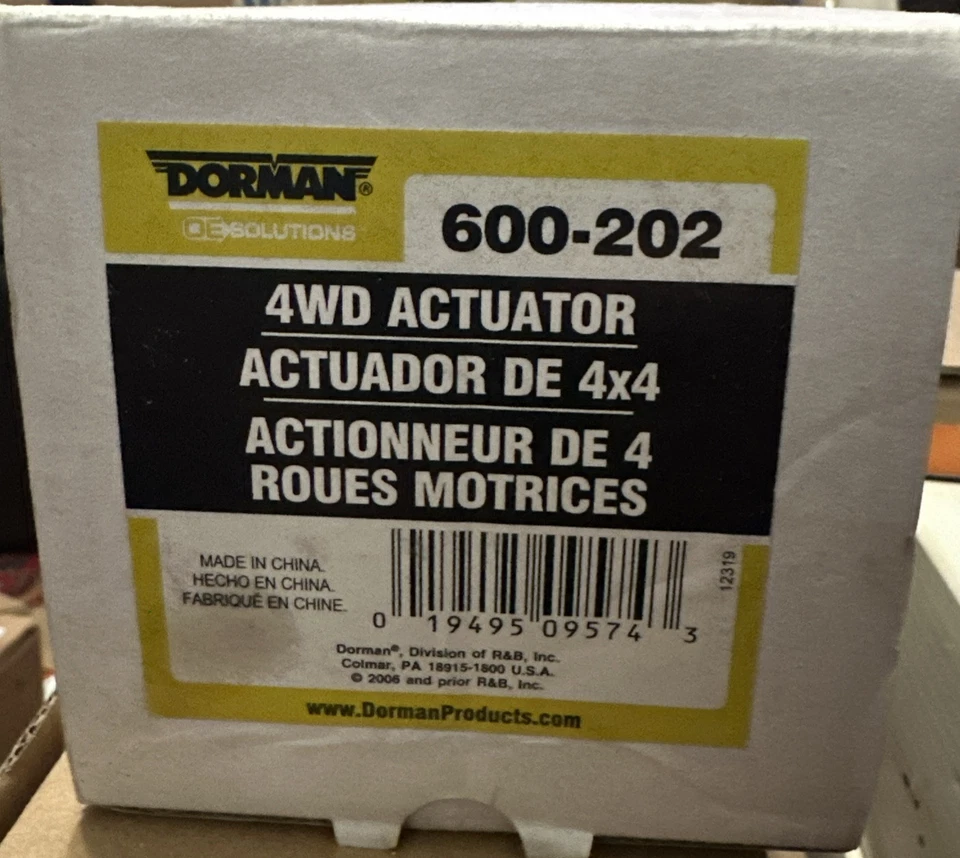 DORMAN®
OE SOLUTIONS
600-202
4WD ACTUATOR
ACTUADOR DE 4x4
ACTIONNEUR DE 4
ROUES MOTRICES
MADE IN CHINA.
HECHO EN CHINA.
FABRIQUÉ EN CHINE.
0 19495 09574 3
12319
Dorman®, Division of R&B, Inc.
Colmar, PA 18915-1800 U.S.A.
© 2006 and prior R&B, Inc.
www.DormanProducts.com